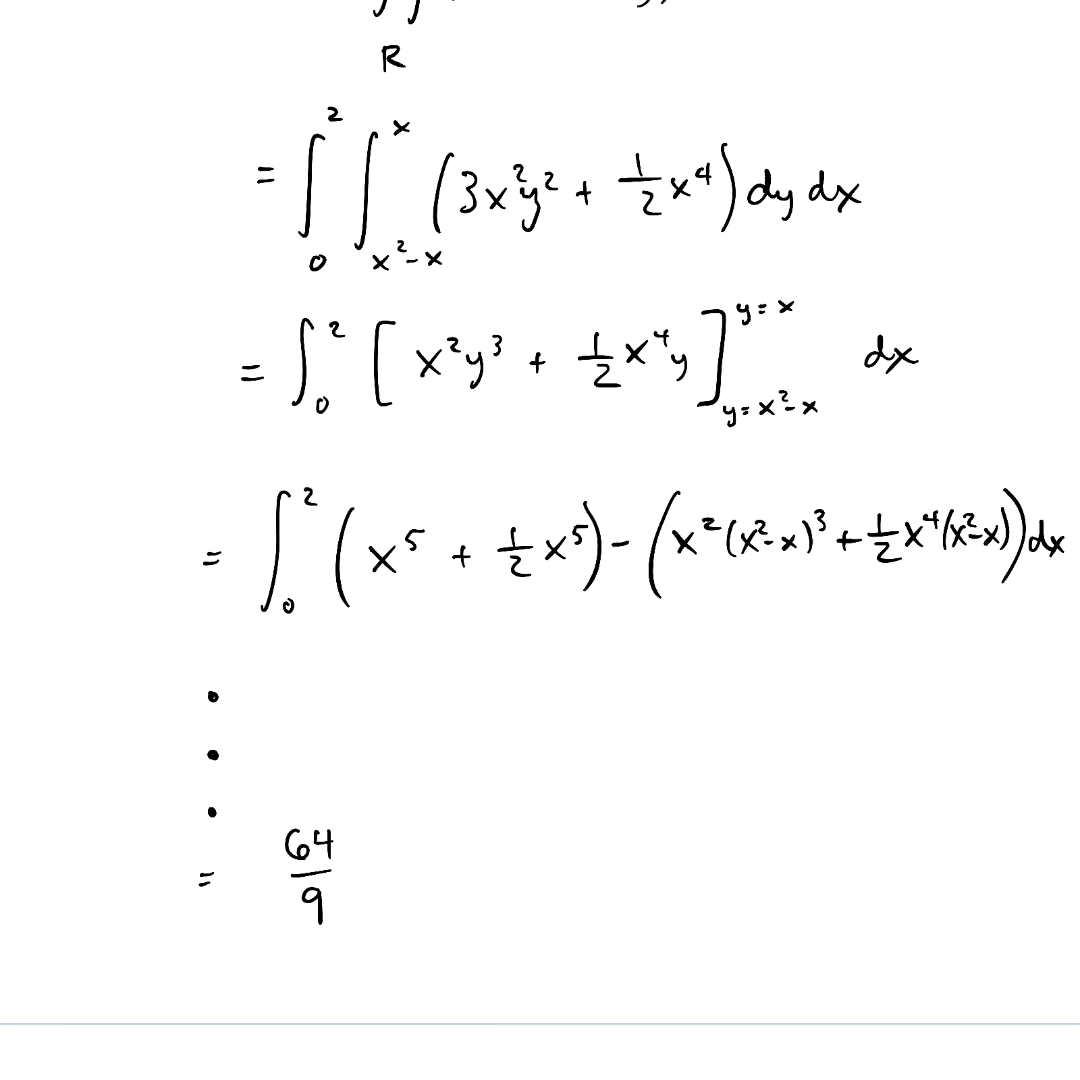 R
= ∫₀² ∫_{x²-x}^{x} (3x²y² + ½x⁴) dy dx
= ∫₀² [x²y³ + ½x⁴y]_{y=x²-x}^{y=x} dx
= ∫₀² (x⁵ + ½x⁵) - (x²(x²-x)³ + ½x⁴(x²-x)) dx
.
.
.
= 64/9